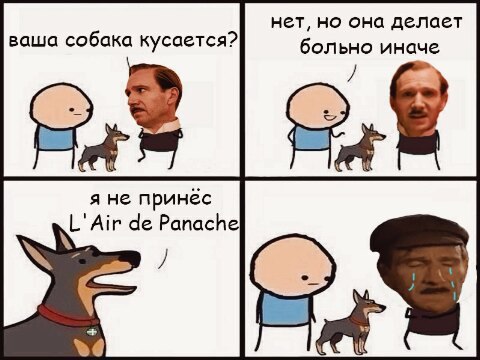 ваша собака кусается?
нет, но она делает
больно иначе
я не принёс
L'Air de Panache